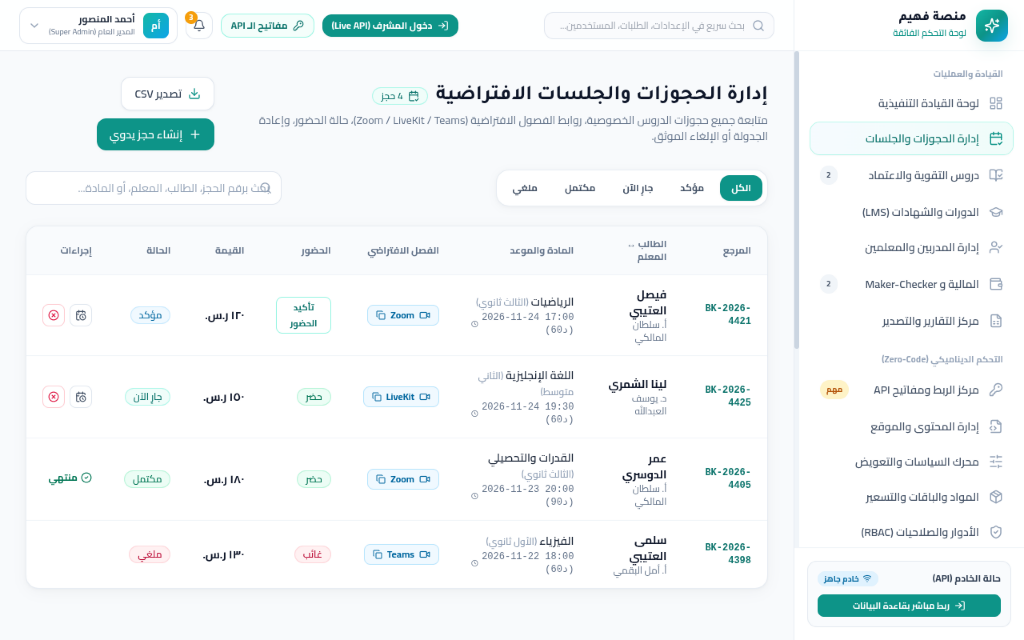 منصة فهيم
لوحة التحكم الفائقة
القيادة والعمليات
لوحة القيادة التنفيذية
إدارة الحجوزات والجلسات
دروس التقوية والاعتماد
2
الدورات والشهادات (LMS)
إدارة المدربين والمعلمين
المالية و Maker-Checker
2
مركز التقارير والتصدير
التحكم الديناميكي (Zero-Code)
مركز الربط ومفاتيح API
مهم
إدارة المحتوى والموقع
محرك السياسات والتعويض
المواد والباقات والتسعير
الأدوار والصلاحيات (RBAC)
حالة الخادم (API)
خادم جاهز
ربط مباشر بقاعدة البيانات
بحث سريع في الإعدادات، الطلبات، المستخدمين...
دخول المشرف (Live API)
مفاتيح الـ API
3
أم
أحمد المنصور
المدير العام (Super Admin)
إدارة الحجوزات والجلسات الافتراضية
4 حجز
متابعة جميع حجوزات الدروس الخصوصية، روابط الفصول الافتراضية (Zoom / LiveKit / Teams)، حالة الحضور، وإعادة
الجدولة أو الإلغاء الموثق.
تصدير CSV
إنشاء حجز يدوي
الكل
مؤكد
جارٍ الآن
مكتمل
ملغي
بحث برقم الحجز، الطالب، المعلم، أو المادة...
المرجع
الطالب ↔
المعلم
المادة والموعد
الفصل الافتراضي
الحضور
القيمة
الحالة
إجراءات
BK-2026-
4421
فيصل
العتيبي
أ. سلطان
المالكي
الرياضيات (الثالث ثانوي)
2026-11-24 17:00
(60د)
Zoom
تأكيد
الحضور
١٢٠ ر.س.
مؤكد
BK-2026-
4425
لينا الشمري
د. يوسف
العبدالله
اللغة الإنجليزية (الثاني
متوسط)
2026-11-24 19:30
(60د)
LiveKit
حضر
١٥٠ ر.س.
جارٍ الآن
BK-2026-
4405
عمر
الدوسري
أ. سلطان
المالكي
القدرات والتحصيلي
(الثالث ثانوي)
2026-11-23 20:00
(90د)
Zoom
حضر
١٨٠ ر.س.
مكتمل
منتهي
BK-2026-
4398
سلمى
العتيبي
أ. أمل البقمي
الفيزياء (الأول ثانوي)
2026-11-22 18:00
(60د)
Teams
غائب
١٣٠ ر.س.
ملغي